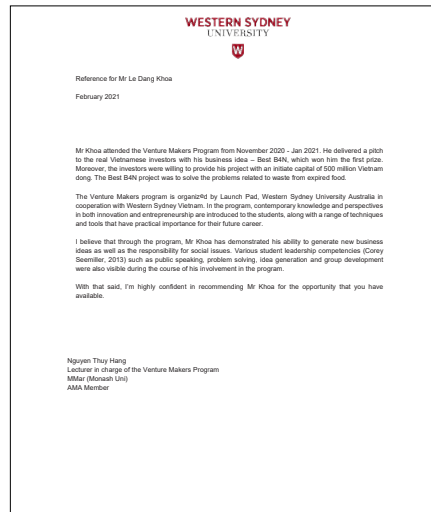 WESTERN SYDNEY
UNIVERSITY
W
Reference for Mr Le Dang Khoa
February 2021
Mr Khoa attended the Venture Makers Program from November 2020 - Jan 2021. He delivered a pitch
to the real Vietnamese investors with his business idea – Best B4N, which won him the first prize.
Moreover, the investors were willing to provide his project with an initiate capital of 500 million Vietnam
dong. The Best B4N project was to solve the problems related to waste from expired food.
The Venture Makers program is organized by Launch Pad, Western Sydney University Australia in
cooperation with Western Sydney Vietnam. In the program, contemporary knowledge and perspectives
in both innovation and entrepreneurship are introduced to the students, along with a range of techniques
and tools that have practical importance for their future career.
I believe that through the program, Mr Khoa has demonstrated his ability to generate new business
ideas as well as the responsibility for social issues. Various student leadership competencies (Corey
Seemiller, 2013) such as public speaking, problem solving, idea generation and group development
were also visible during the course of his involvement in the program.
With that said, I'm highly confident in recommending Mr Khoa for the opportunity that you have
available.
Nguyen Thuy Hang
Lecturer in charge of the Venture Makers Program
MMar (Monash Uni)
AMA Member